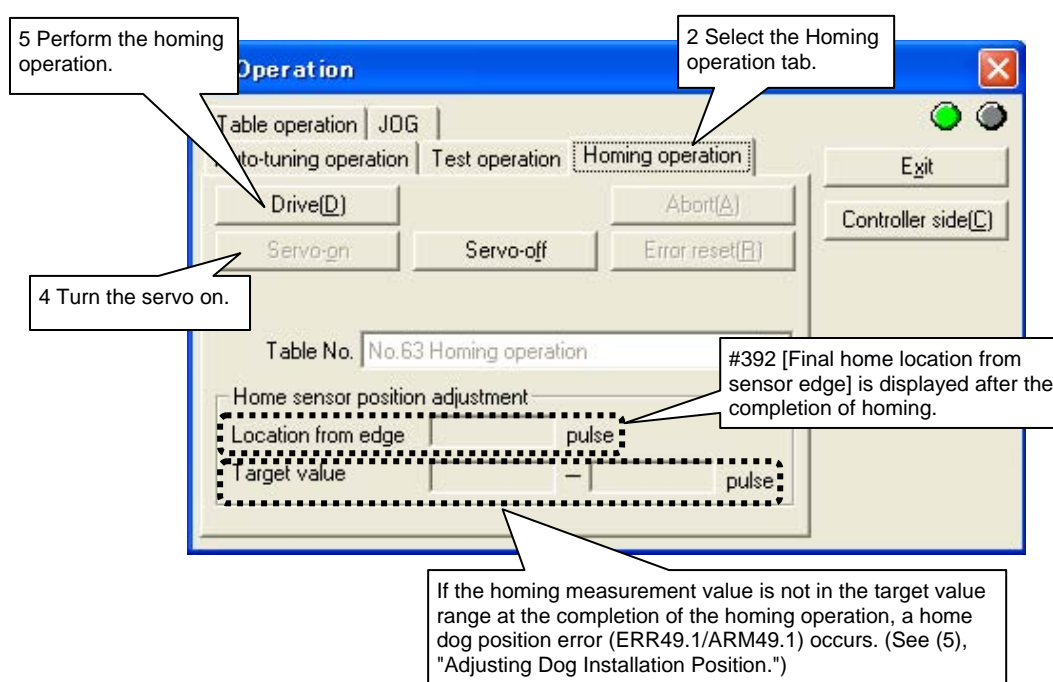 5 Perform the homing
operation.
2 Select the Homing
operation tab.
Operation
Table operation
JOG
Auto-tuning operation
Test operation
Homing operation
Exit
Drive(D)
Abort(A)
Controller side(C)
Servo-on
Servo-off
Error reset(R)
4 Turn the servo on.
Table No.
No.63 Homing operation
#392 [Final home location from
sensor edge] is displayed after the
completion of homing.
Home sensor position adjustment
Location from edge
pulse
Target value
–
pulse
If the homing measurement value is not in the target value
range at the completion of the homing operation, a home
dog position error (ERR49.1/ARM49.1) occurs. (See (5),
"Adjusting Dog Installation Position.")